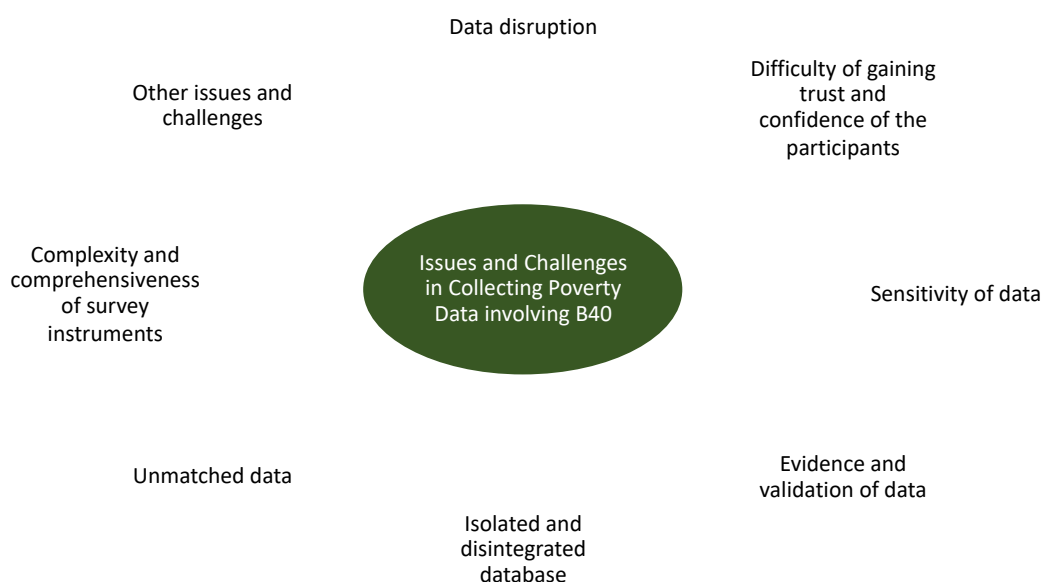 Data disruption
Difficulty of gaining
trust and
confidence of the
participants
Other issues and
challenges
Issues and Challenges
in Collecting Poverty
Data involving B40
Complexity and
comprehensiveness
of survey
instruments
Sensitivity of data
Unmatched data
Evidence and
validation of data
Isolated and
disintegrated
database